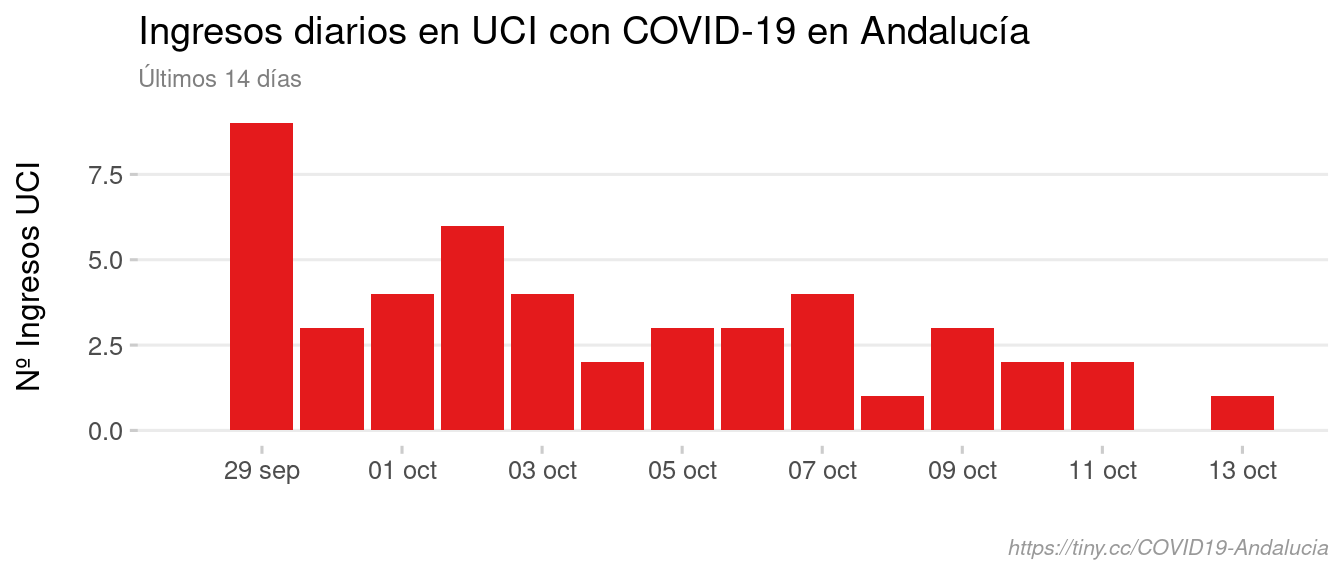 Ingresos diarios en UCI con COVID-19 en Andalucía
Últimos 14 días
Nº Ingresos UCI
7.5
5.0
2.5
0.0
29 sep 01 oct 03 oct 05 oct 07 oct 09 oct 11 oct 13 oct
https://tiny.cc/COVID19-Andalucia